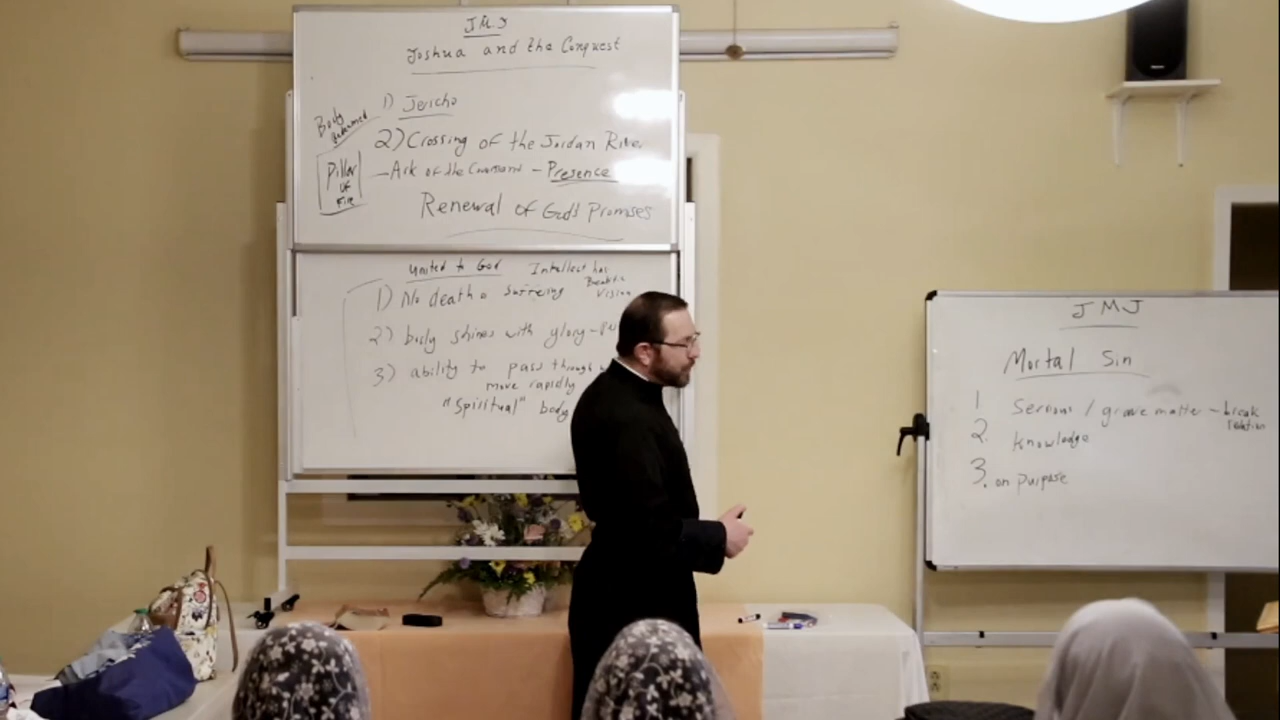 J.M.J
Joshua and the Conquest
1) Jericho
Body
2) Crossing of the Jordan River
Pillar
OF
Fire
- Ark of the Covenant - Presence
Renewal of God's Promises
United to God
Intellect has
Beatific
Vision
1) No death or suffering
2) body shines with glory -
3) ability to pass through
move rapidly
"Spiritual" body
JMJ
Mortal Sin
1 Serious / grave matter - break
relation
2. Knowledge
3. on purpose